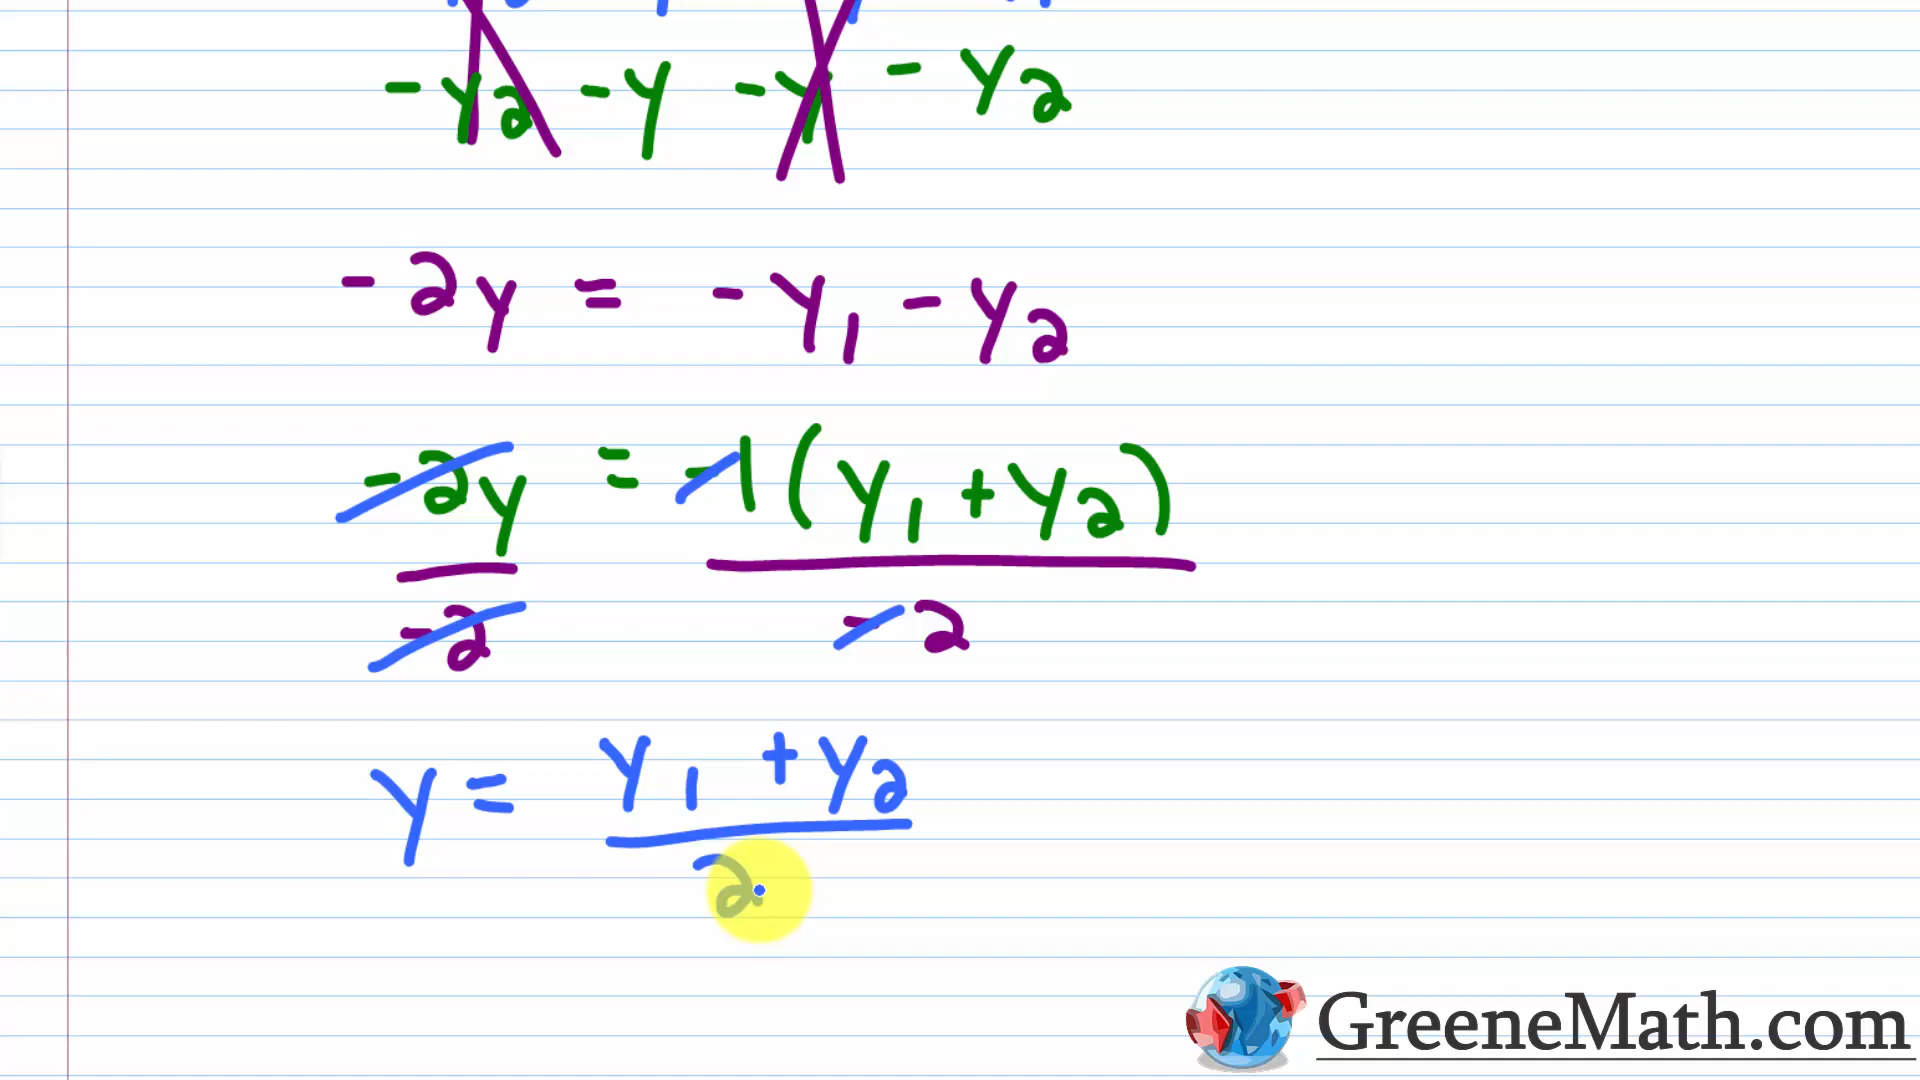 -y2 -y -y - y2
-2y = -y1 - y2
-2y = -1(y1 + y2)
-2 -2
y = y1 + y2
2
GreeneMath.com